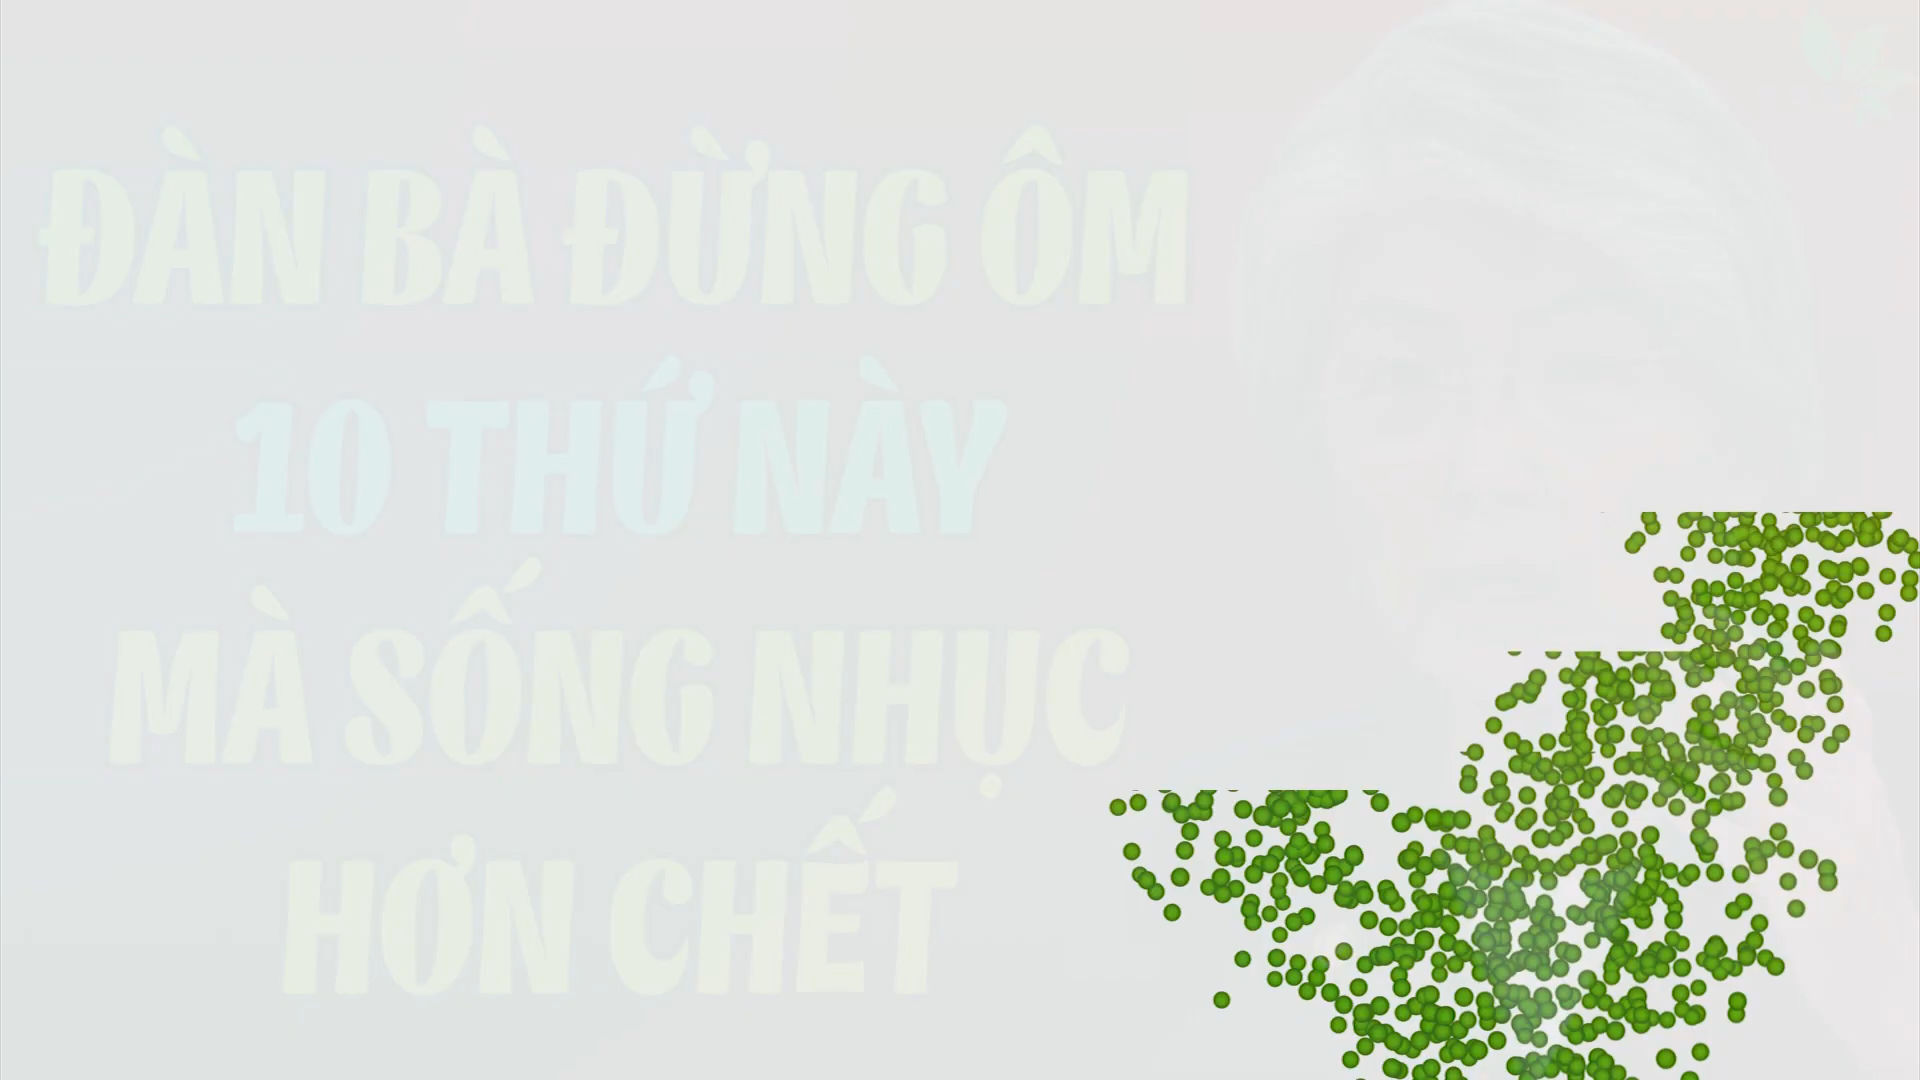 ĐÀN BÀ ĐỪNG ÔM
10 THỨ NÀY
MÀ SỐNG NHỤC
HƠN CHẾT